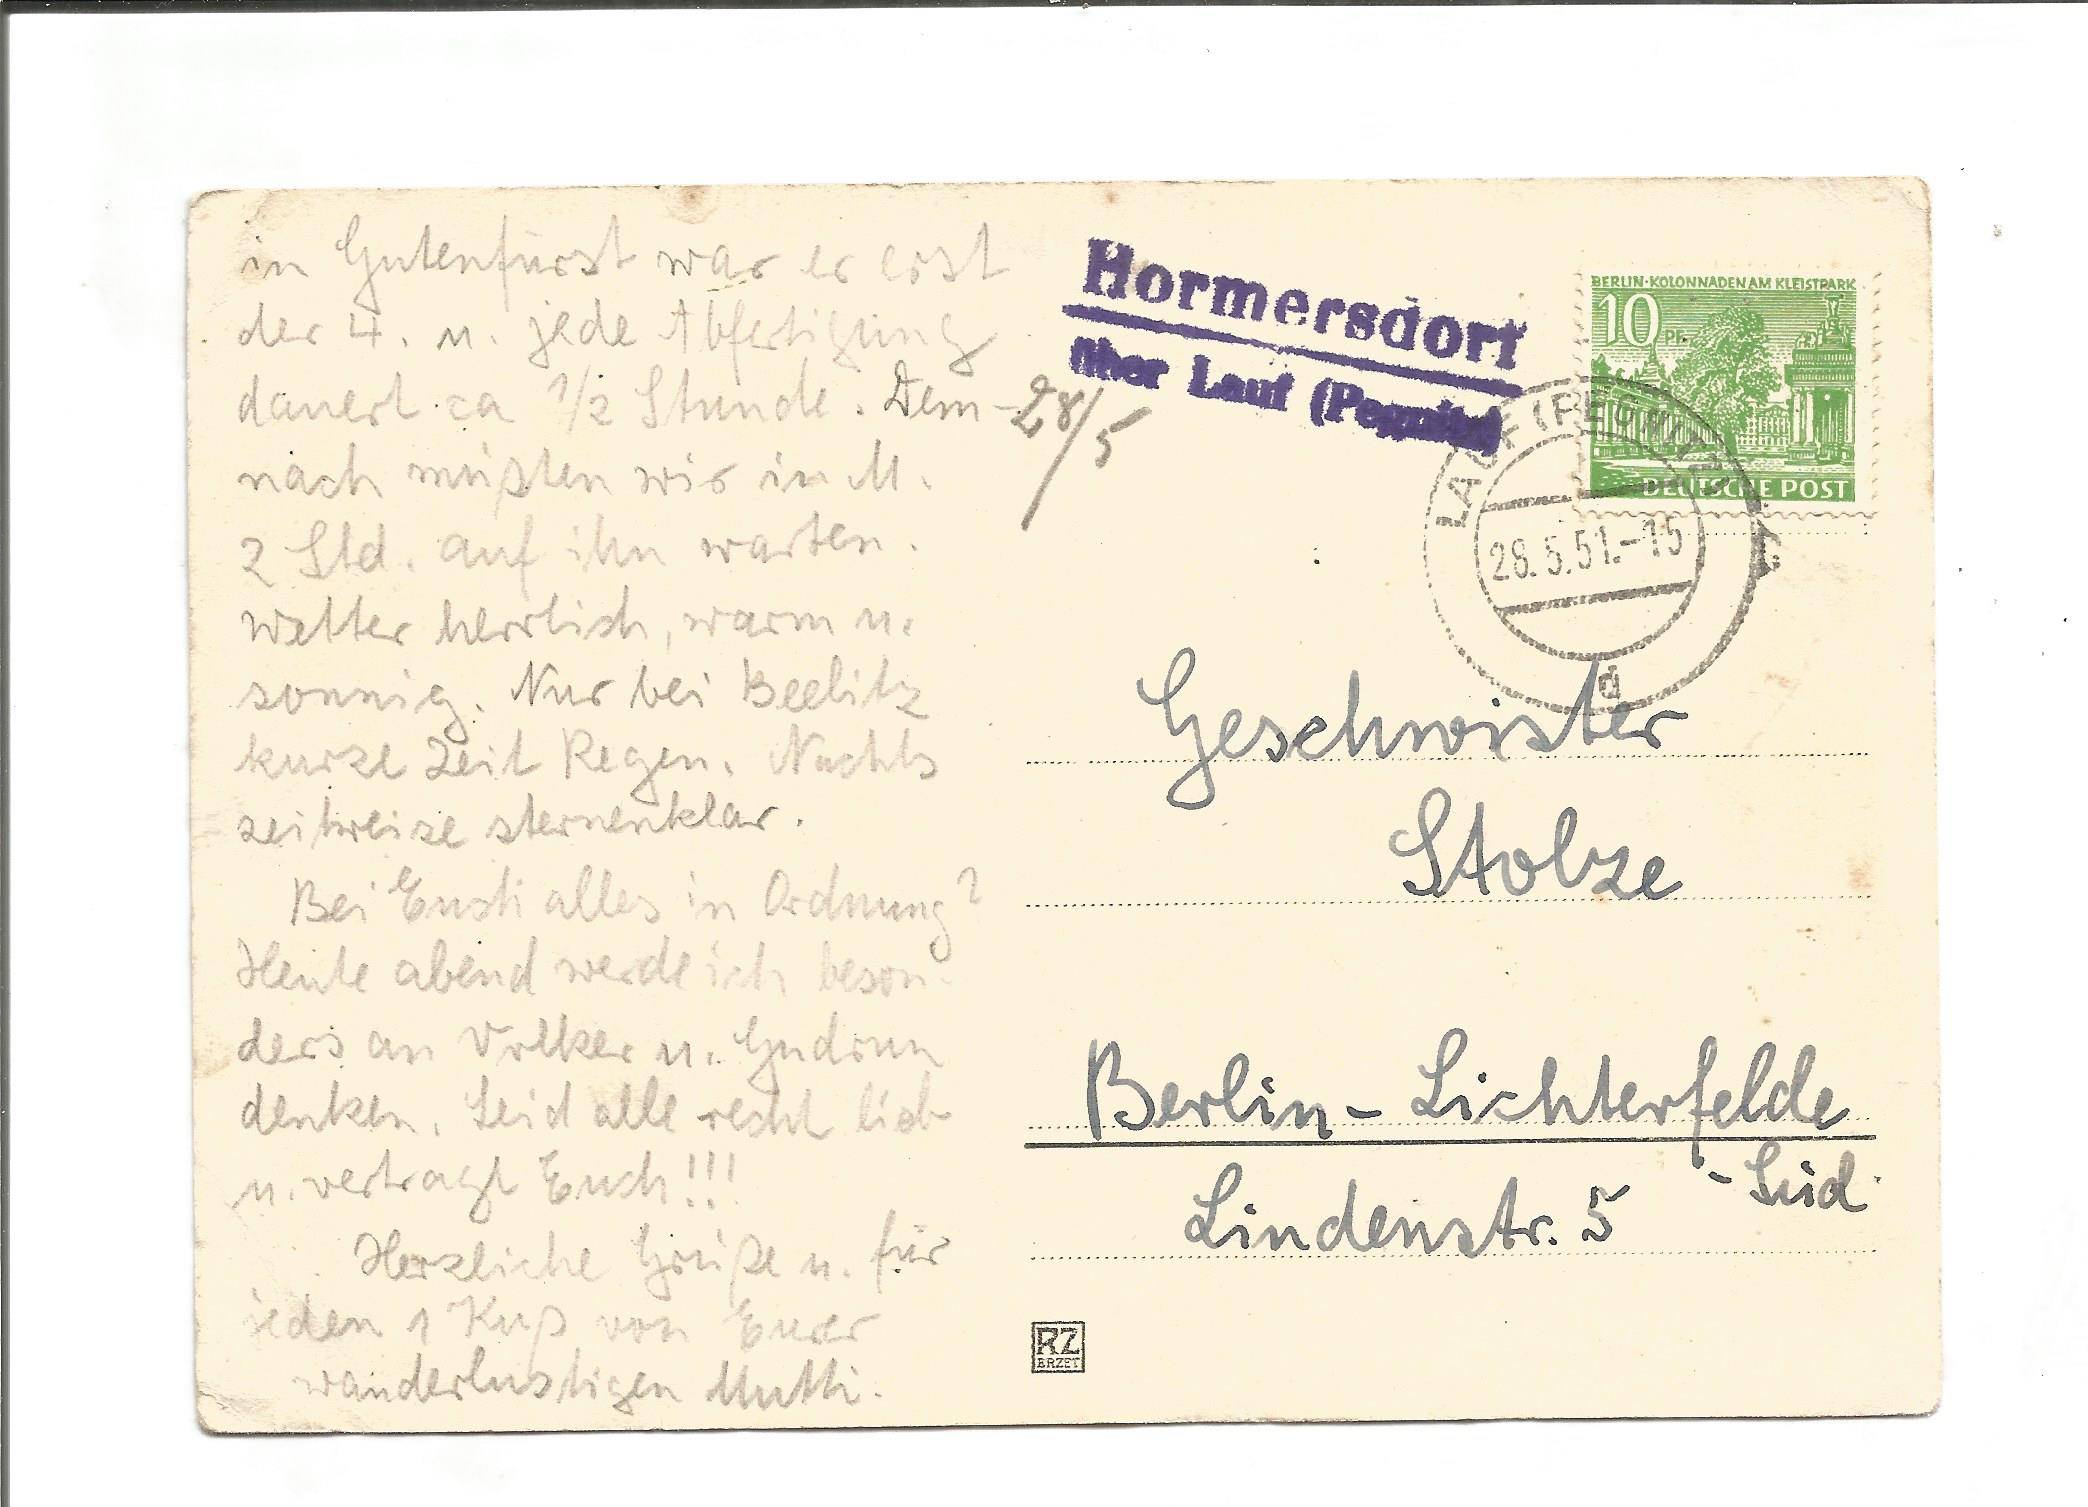 in Gutenfürst war er erst
der 4. u. jede Abfertigung
dauert ca 1/2 Stunde. Dem-
nach müßten wir in M.
2 Std. auf ihn warten.
Wetter herrlich, warm u.
sonnig. Nur bei Beelitz
kurze Zeit Regen. Nachts
zeitweise sternenklar.
Bei Euch alles in Ordnung?
Heute abend werde ich beson-
ders an Volker u. Gudrun
denken. Seid alle recht lieb
u. vertragt Euch!!!
Herzliche Grüße u. für
jeden 1 Kuß von Eurer
wanderlustigen Mutti.
28/5
Hormersdorf
über Lauf (Pegnitz)
BERLIN·KOLONNADEN AM KLEISTPARK
10 PF.
DEUTSCHE POST
LAUF (PEGNITZ)
28.5.51.-15
a
Geschwister
Stolze
Berlin-Lichterfelde
-Süd
Lindenstr. 5
RZ
BRZET